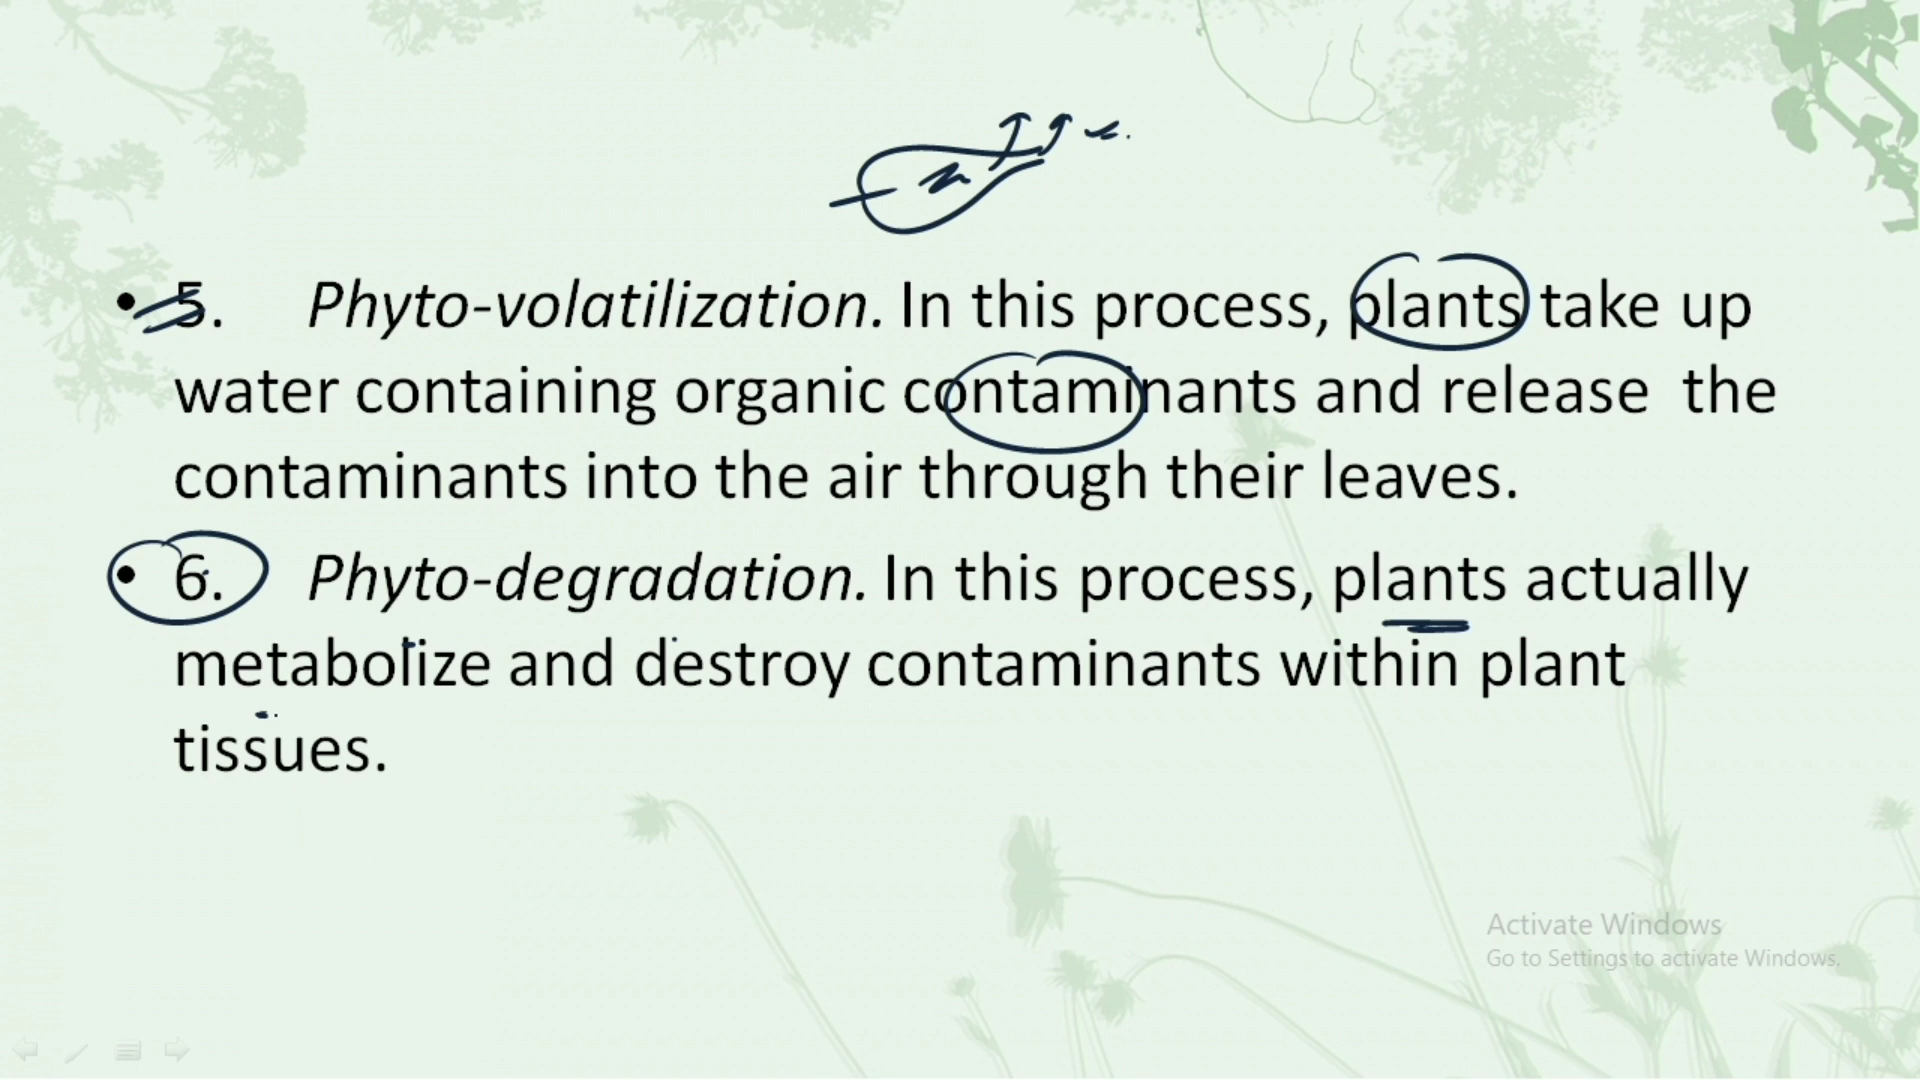 • 5. Phyto-volatilization. In this process, plants take up
water containing organic contaminants and release the
contaminants into the air through their leaves.
• 6. Phyto-degradation. In this process, plants actually
metabolize and destroy contaminants within plant
tissues.
Activate Windows
Go to Settings to activate Windows.